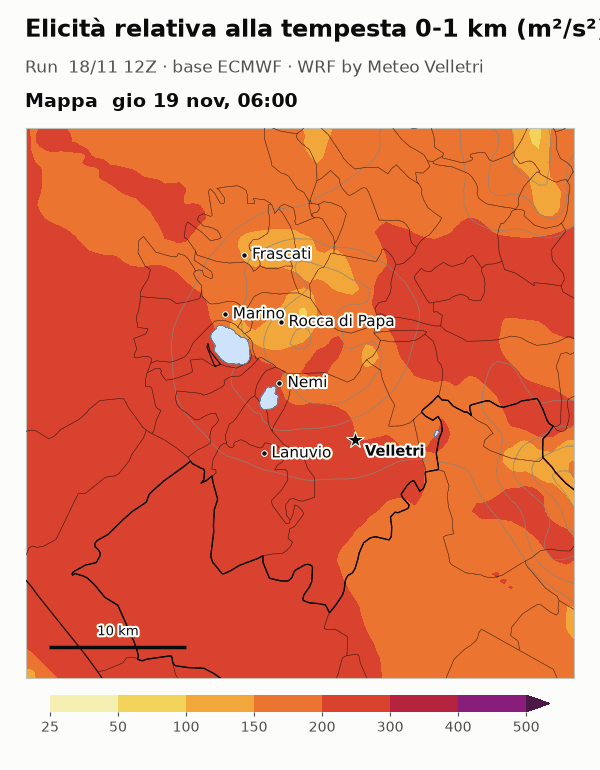 Elicità relativa alla tempesta 0-1 km (m²/s²)
Run 18/11 12Z · base ECMWF · WRF by Meteo Velletri
Mappa gio 19 nov, 06:00
Frascati
Marino
Rocca di Papa
Nemi
Velletri
Lanuvio
10 km
25 50 100 150 200 300 400 500